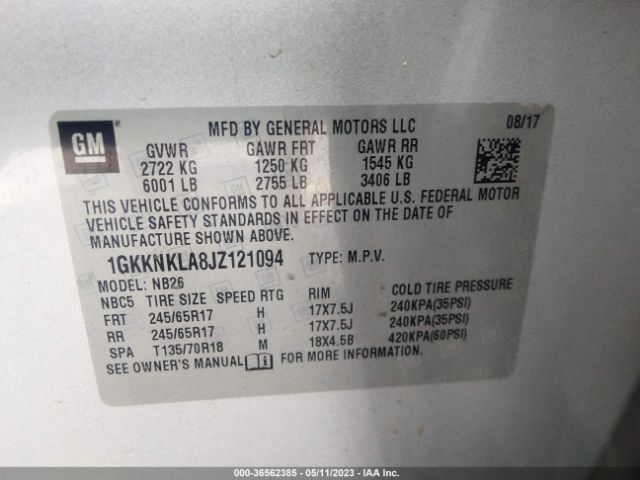 GM
MFD BY GENERAL MOTORS LLC 08/17
GVWR GAWR FRT GAWR RR
2722 KG 1250 KG 1545 KG
6001 LB 2755 LB 3406 LB
THIS VEHICLE CONFORMS TO ALL APPLICABLE U.S. FEDERAL MOTOR
VEHICLE SAFETY STANDARDS IN EFFECT ON THE DATE OF
MANUFACTURE SHOWN ABOVE.
1GKKNKLA8JZ121094 TYPE: M.P.V.
MODEL: NB26
NBC5 TIRE SIZE SPEED RTG RIM COLD TIRE PRESSURE
FRT 245/65R17 H 17X7.5J 240KPA(35PSI)
RR 245/65R17 H 17X7.5J 240KPA(35PSI)
SPA T135/70R18 M 18X4.5B 420KPA(60PSI)
SEE OWNER'S MANUAL FOR MORE INFORMATION.
000-36562385 - 05/11/2023 - IAA Inc.